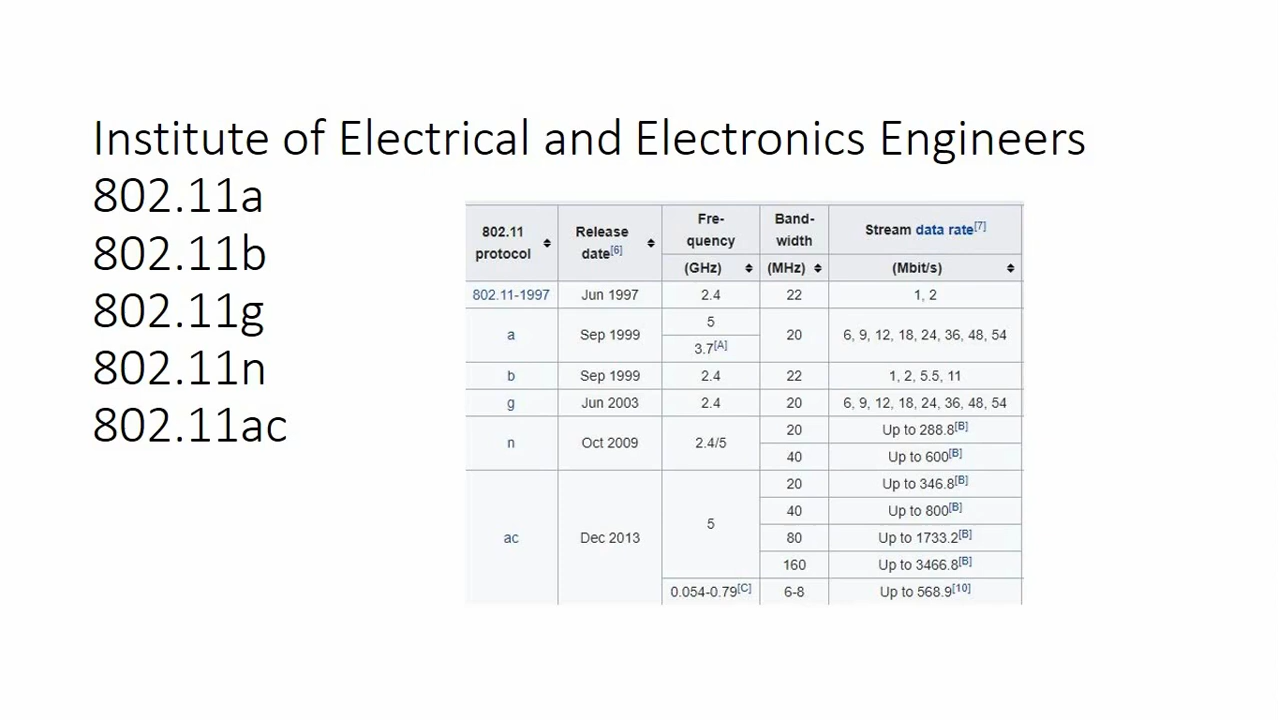 Institute of Electrical and Electronics Engineers
802.11a
802.11b
802.11g
802.11n
802.11ac
802.11 protocol Release date[6] Fre-quency Band-width Stream data rate[7]
(GHz) (MHz) (Mbit/s)
802.11-1997 Jun 1997 2.4 22 1, 2
a Sep 1999 5 20 6, 9, 12, 18, 24, 36, 48, 54
3.7[A]
b Sep 1999 2.4 22 1, 2, 5.5, 11
g Jun 2003 2.4 20 6, 9, 12, 18, 24, 36, 48, 54
n Oct 2009 2.4/5 20 Up to 288.8[B]
40 Up to 600[B]
ac Dec 2013 5 20 Up to 346.8[B]
40 Up to 800[B]
80 Up to 1733.2[B]
160 Up to 3466.8[B]
0.054-0.79[C] 6-8 Up to 568.9[10]